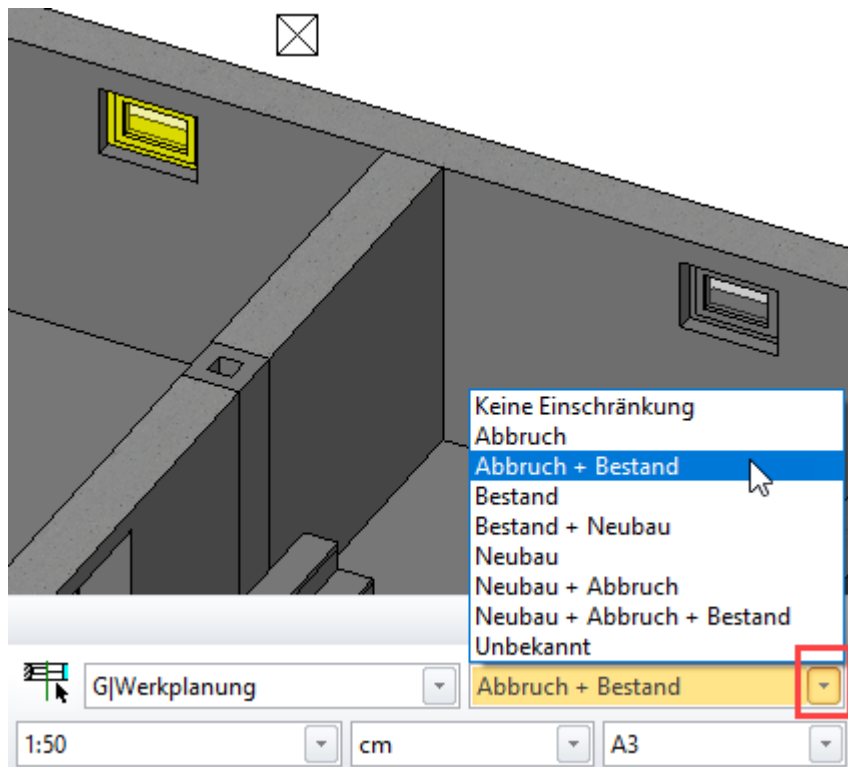 Keine Einschränkung
Abbruch
Abbruch + Bestand
Bestand
Bestand + Neubau
Neubau
Neubau + Abbruch
Neubau + Abbruch + Bestand
Unbekannt
G|Werkplanung
Abbruch + Bestand
1:50
cm
A3